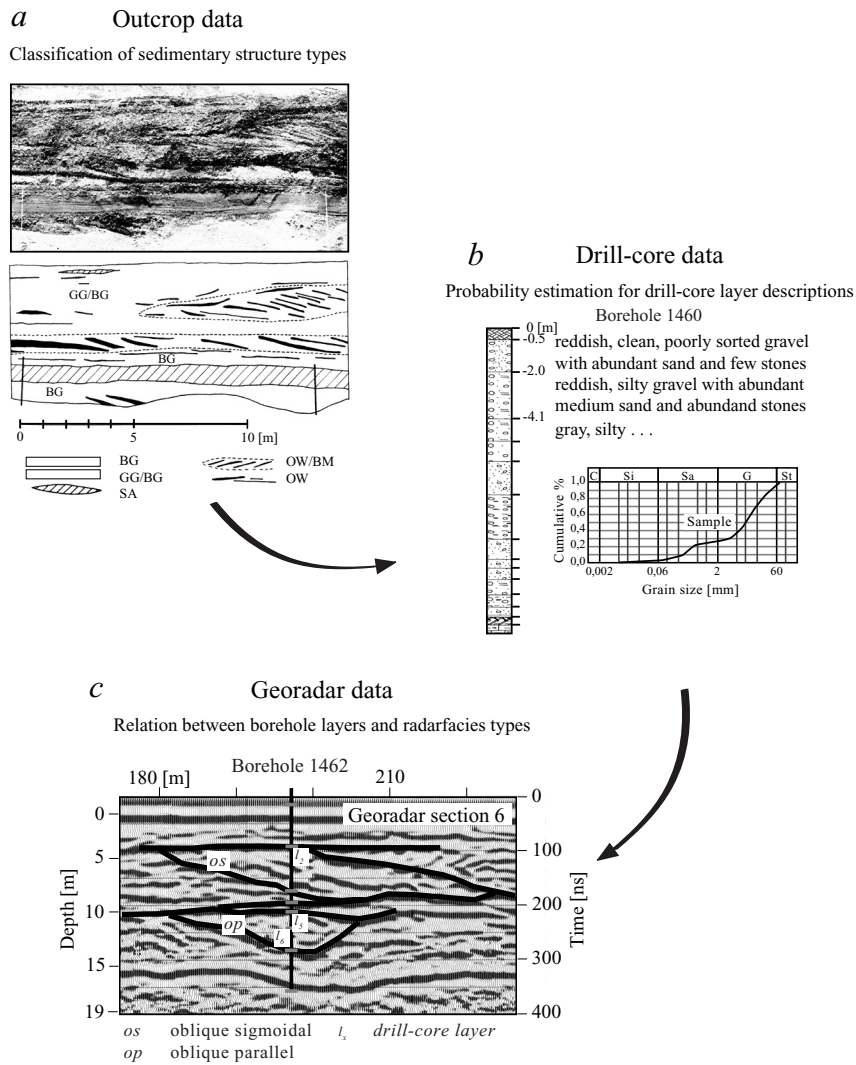 a Outcrop data
Classification of sedimentary structure types
GG/BG
BG
BG
0 5 10 [m]
BG
GG/BG
SA
OW/BM
OW
b Drill-core data
Probability estimation for drill-core layer descriptions
Borehole 1460
0 [m]
-0.5
-2.0
-4.1
reddish, clean, poorly sorted gravel
with abundant sand and few stones
reddish, silty gravel with abundant
medium sand and abundand stones
gray, silty . . .
C Si Sa G St
Cumulative %
1,0
0,8
0,6
0,4
0,2
0,0
Sample
0,002 0,06 2 60
Grain size [mm]
c Georadar data
Relation between borehole layers and radarfacies types
Borehole 1462
180 [m] 210
Georadar section 6
Depth [m]
0
5
10
15
19
os
op
l2
l5
l6
0
100
200
300
400
Time [ns]
os oblique sigmoidal lx drill-core layer
op oblique parallel